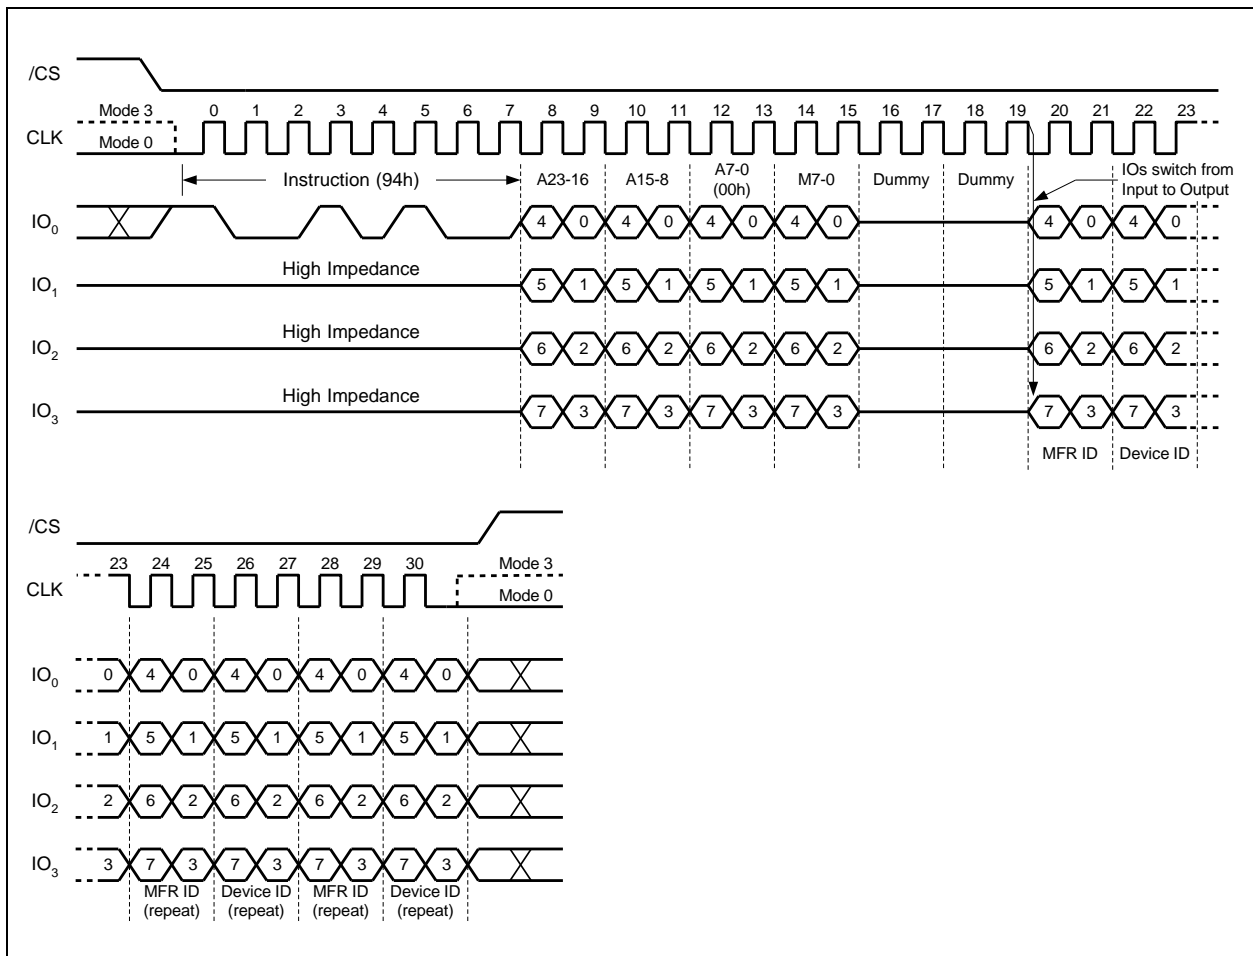 /CS
Mode 3 0 1 2 3 4 5 6 7 8 9 10 11 12 13 14 15 16 17 18 19 20 21 22 23
CLK
Mode 0
Instruction (94h) A23-16 A15-8 A7-0 (00h) M7-0 Dummy Dummy IOs switch from Input to Output
IO0 4 0 4 0 4 0 4 0 4 0 4 0
High Impedance
IO1 5 1 5 1 5 1 5 1 5 1 5 1
High Impedance
IO2 6 2 6 2 6 2 6 2 6 2 6 2
High Impedance
IO3 7 3 7 3 7 3 7 3 7 3 7 3
MFR ID Device ID
/CS
23 24 25 26 27 28 29 30 Mode 3
CLK
Mode 0
IO0 0 4 0 4 0 4 0 4 0
IO1 1 5 1 5 1 5 1 5 1
IO2 2 6 2 6 2 6 2 6 2
IO3 3 7 3 7 3 7 3 7 3
MFR ID Device ID MFR ID Device ID
(repeat) (repeat) (repeat) (repeat)